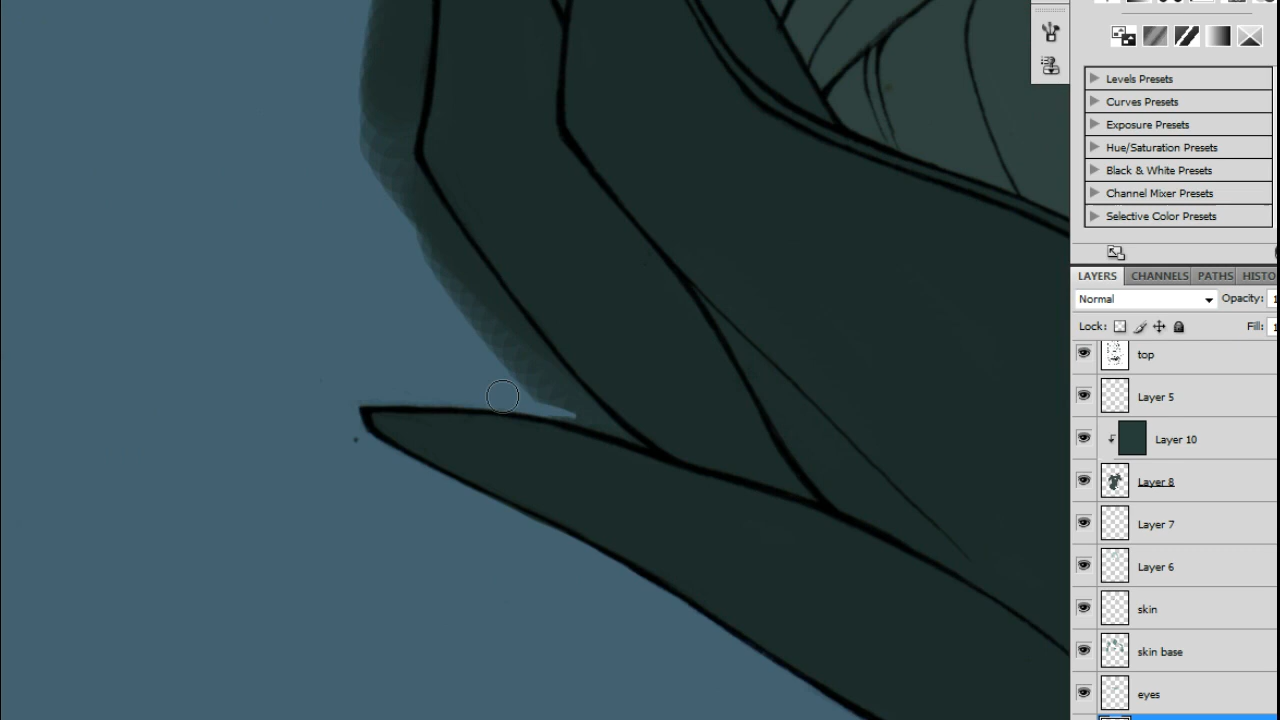 Levels Presets
Curves Presets
Exposure Presets
Hue/Saturation Presets
Black & White Presets
Channel Mixer Presets
Selective Color Presets
LAYERS CHANNELS PATHS HISTO
Normal Opacity: 1
Lock: Fill: 1
top
Layer 5
Layer 10
Layer 8
Layer 7
Layer 6
skin
skin base
eyes